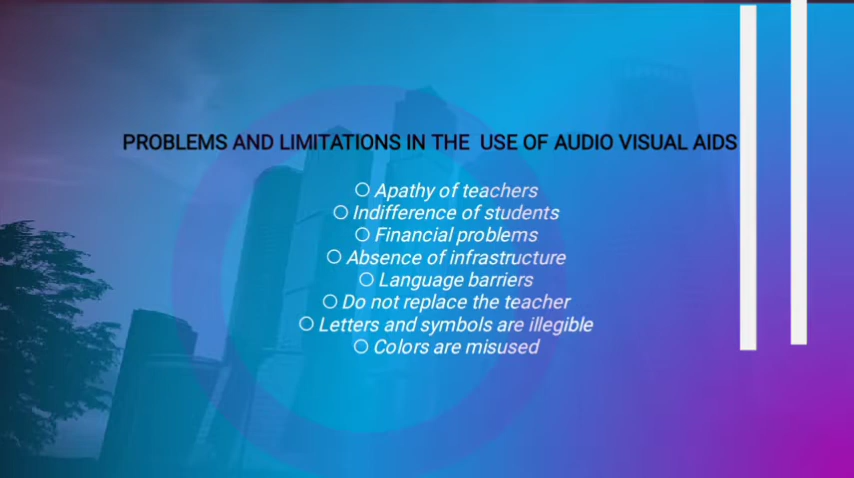 PROBLEMS AND LIMITATIONS IN THE USE OF AUDIO VISUAL AIDS
Apathy of teachers
Indifference of students
Financial problems
Absence of infrastructure
Language barriers
Do not replace the teacher
Letters and symbols are illegible
Colors are misused